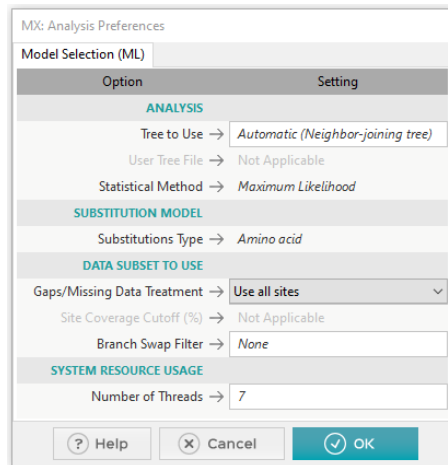 MX: Analysis Preferences
Model Selection (ML)
Option Setting
ANALYSIS
Tree to Use → Automatic (Neighbor-joining tree)
User Tree File → Not Applicable
Statistical Method → Maximum Likelihood
SUBSTITUTION MODEL
Substitutions Type → Amino acid
DATA SUBSET TO USE
Gaps/Missing Data Treatment → Use all sites
Site Coverage Cutoff (%) → Not Applicable
Branch Swap Filter → None
SYSTEM RESOURCE USAGE
Number of Threads → 7
? Help Cancel OK